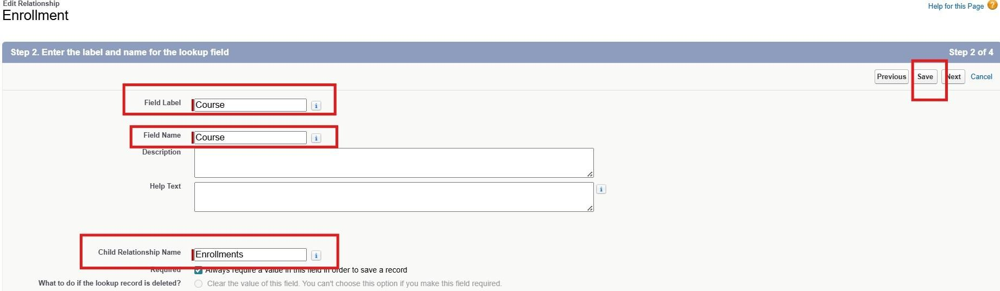 Edit Relationship
Help for this Page ?
Enrollment
Step 2. Enter the label and name for the lookup field
Step 2 of 4
Previous Save Next Cancel
Field Label Course i
Field Name Course i
Description
Help Text i
Child Relationship Name Enrollments i
Required Always require a value in this field in order to save a record
What to do if the lookup record is deleted? Clear the value of this field. You can't choose this option if you make this field required.